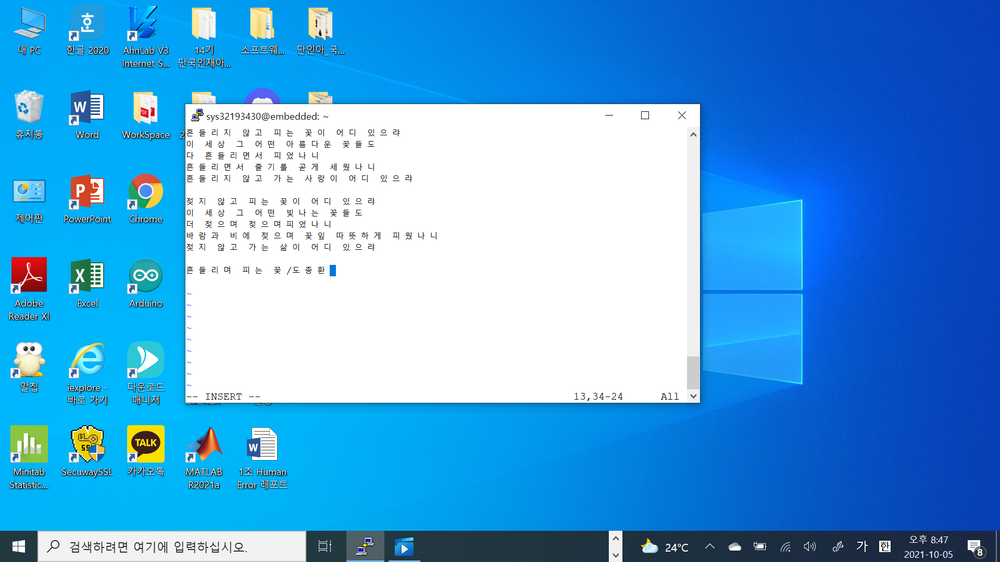 내 PC
한글 2020
AhnLab V3
Internet S...
14기
단국인재아...
소프트웨...
단인아_국...
휴지통
Word
WorkSpace
제어판
PowerPoint
Chrome
Adobe
Reader XI
Excel
Arduino
알집
iexplore -
바로 가기
다운로드
매니저
Minitab
Statistic...
SecuwaySSL
TALK
카카오톡
MATLAB
R2021a
1조 Human
Error 레포트
sys32193430@embedded: ~
흔들리지 않고 피는 꽃이 어디 있으랴
이 세상 그 어떤 아름다운 꽃들도
다 흔들리면서 피었나니
흔들리면서 줄기를 곧게 세웠나니
흔들리지 않고 가는 사랑이 어디 있으랴
젖지 않고 피는 꽃이 어디 있으랴
이 세상 그 어떤 빛나는 꽃들도
더 젖으며 젖으며피었나니
바람과 비에 젖으며 꽃잎 따뜻하게 피웠나니
젖지 않고 가는 삶이 어디 있으랴
흔들리며 피는 꽃/도종환
~
~
~
~
~
~
~
~
~
-- INSERT -- 13,34-24 All
검색하려면 여기에 입력하십시오.
24°C
가
한
오후 8:47
2021-10-05
8